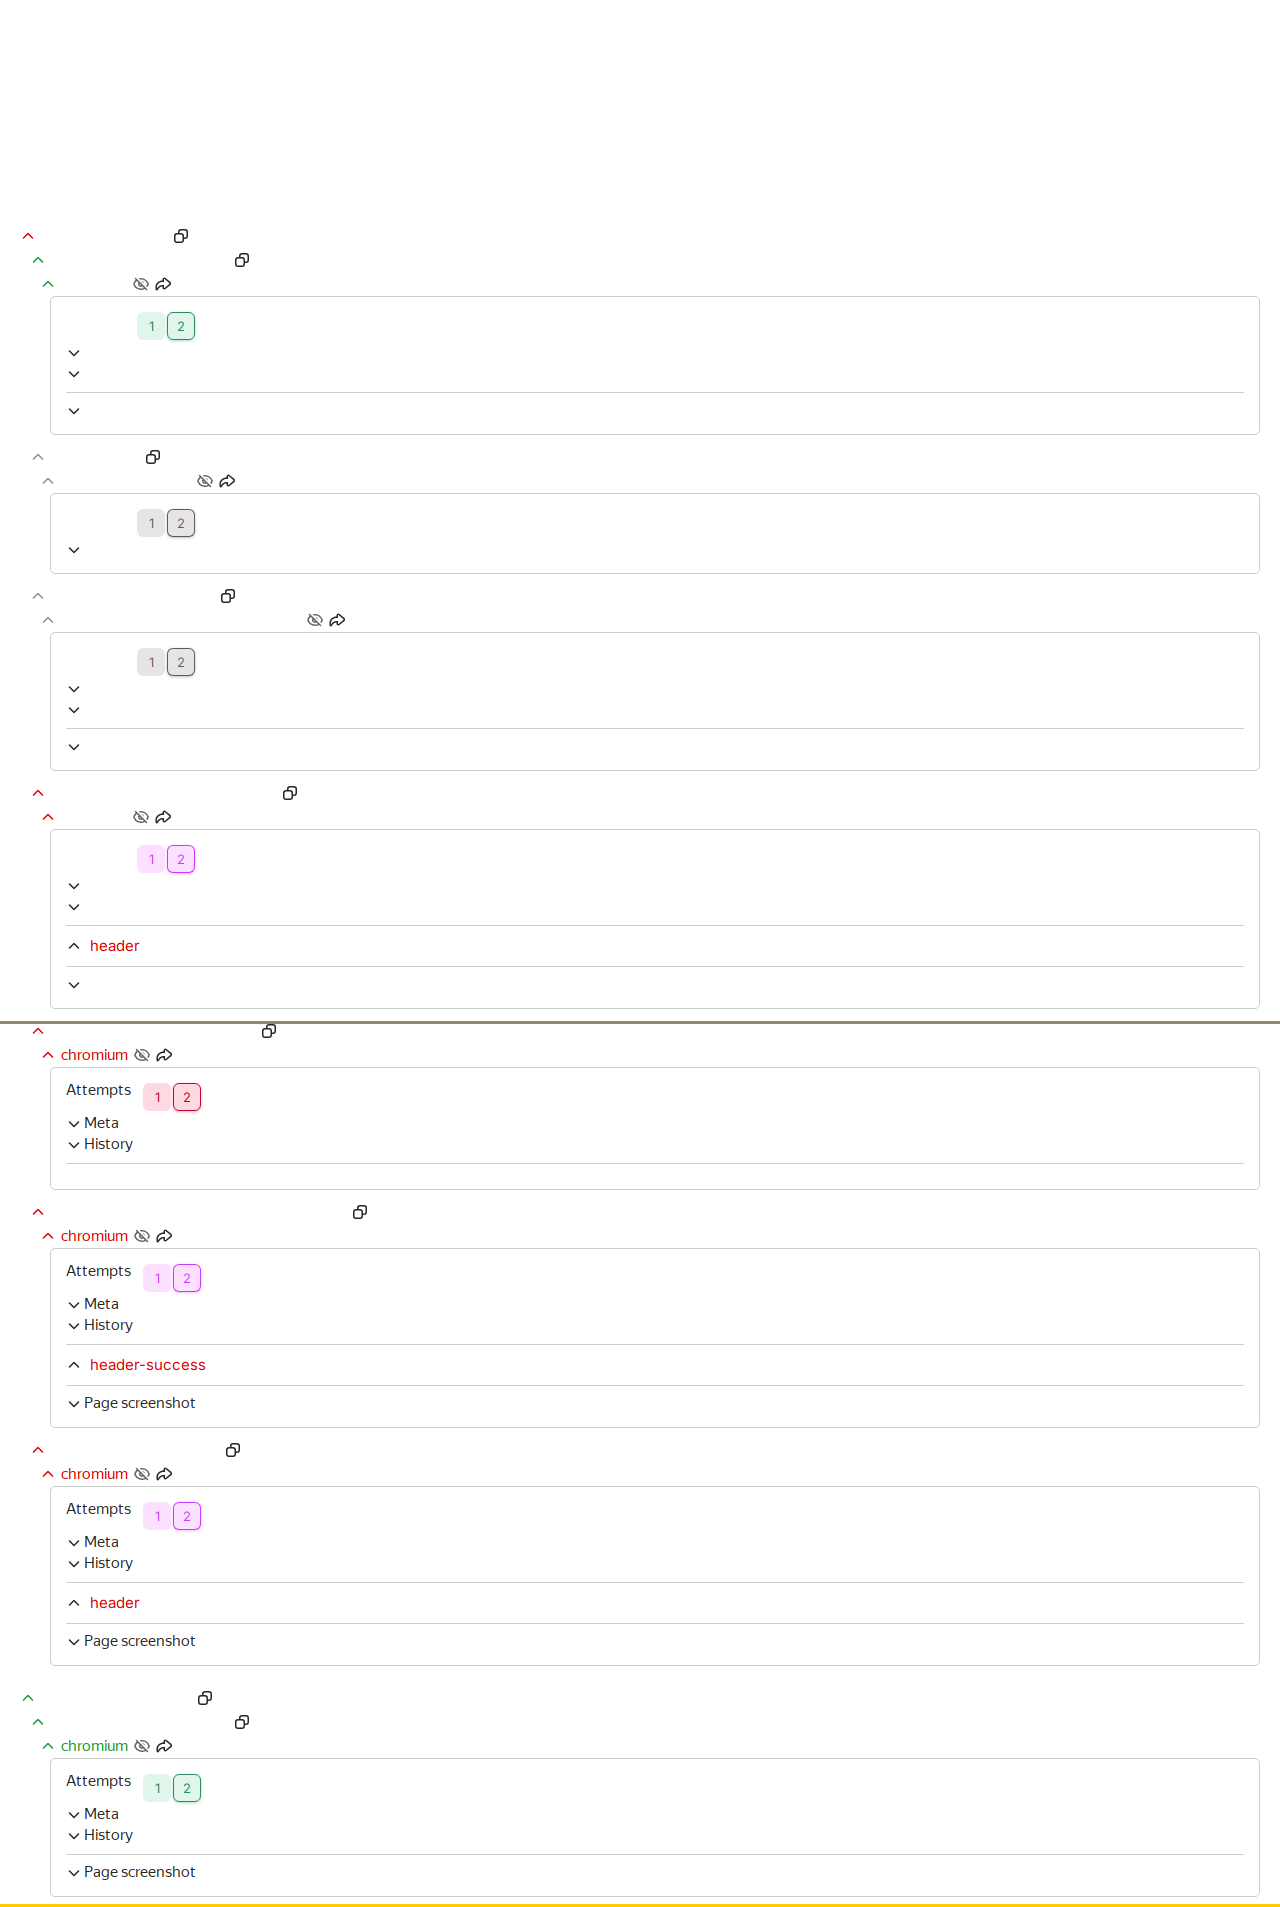 1 2
1 2
1 2
1 2
header
chromium
Attempts 1 2
Meta
History
chromium
Attempts 1 2
Meta
History
header-success
Page screenshot
chromium
Attempts 1 2
Meta
History
header
Page screenshot
chromium
Attempts 1 2
Meta
History
Page screenshot